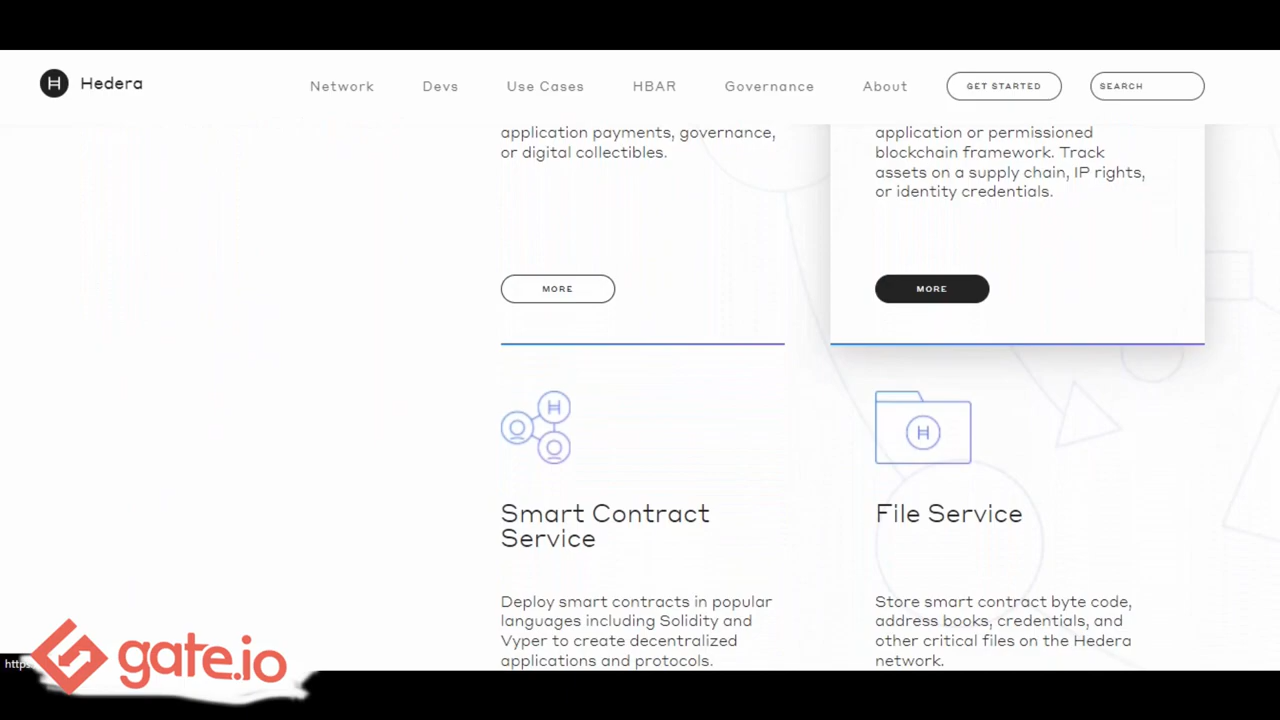 Hedera
Network
Devs
Use Cases
HBAR
Governance
About
GET STARTED
SEARCH
application payments, governance,
or digital collectibles.
MORE
application or permissioned
blockchain framework. Track
assets on a supply chain, IP rights,
or identity credentials.
MORE
Smart Contract
Service
Deploy smart contracts in popular
languages including Solidity and
Vyper to create decentralized
applications and protocols.
File Service
Store smart contract byte code,
address books, credentials, and
other critical files on the Hedera
network.
gate.io